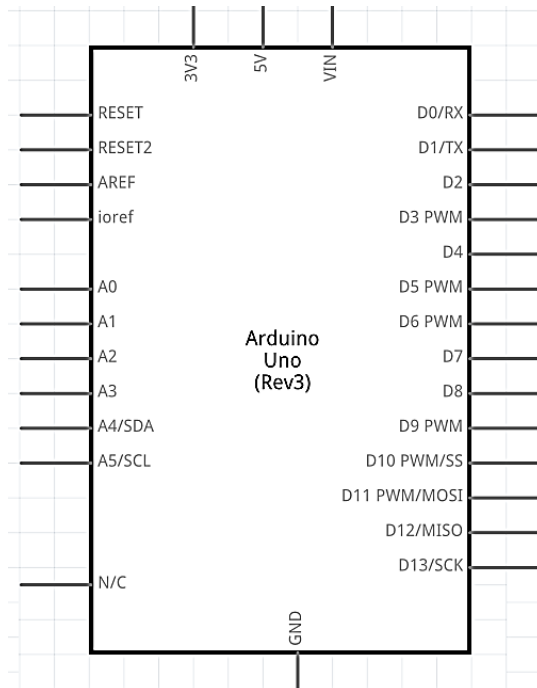 3V3
5V
VIN
RESET
RESET2
AREF
ioref
A0
A1
A2
A3
A4/SDA
A5/SCL
N/C
Arduino
Uno
(Rev3)
D0/RX
D1/TX
D2
D3 PWM
D4
D5 PWM
D6 PWM
D7
D8
D9 PWM
D10 PWM/SS
D11 PWM/MOSI
D12/MISO
D13/SCK
GND